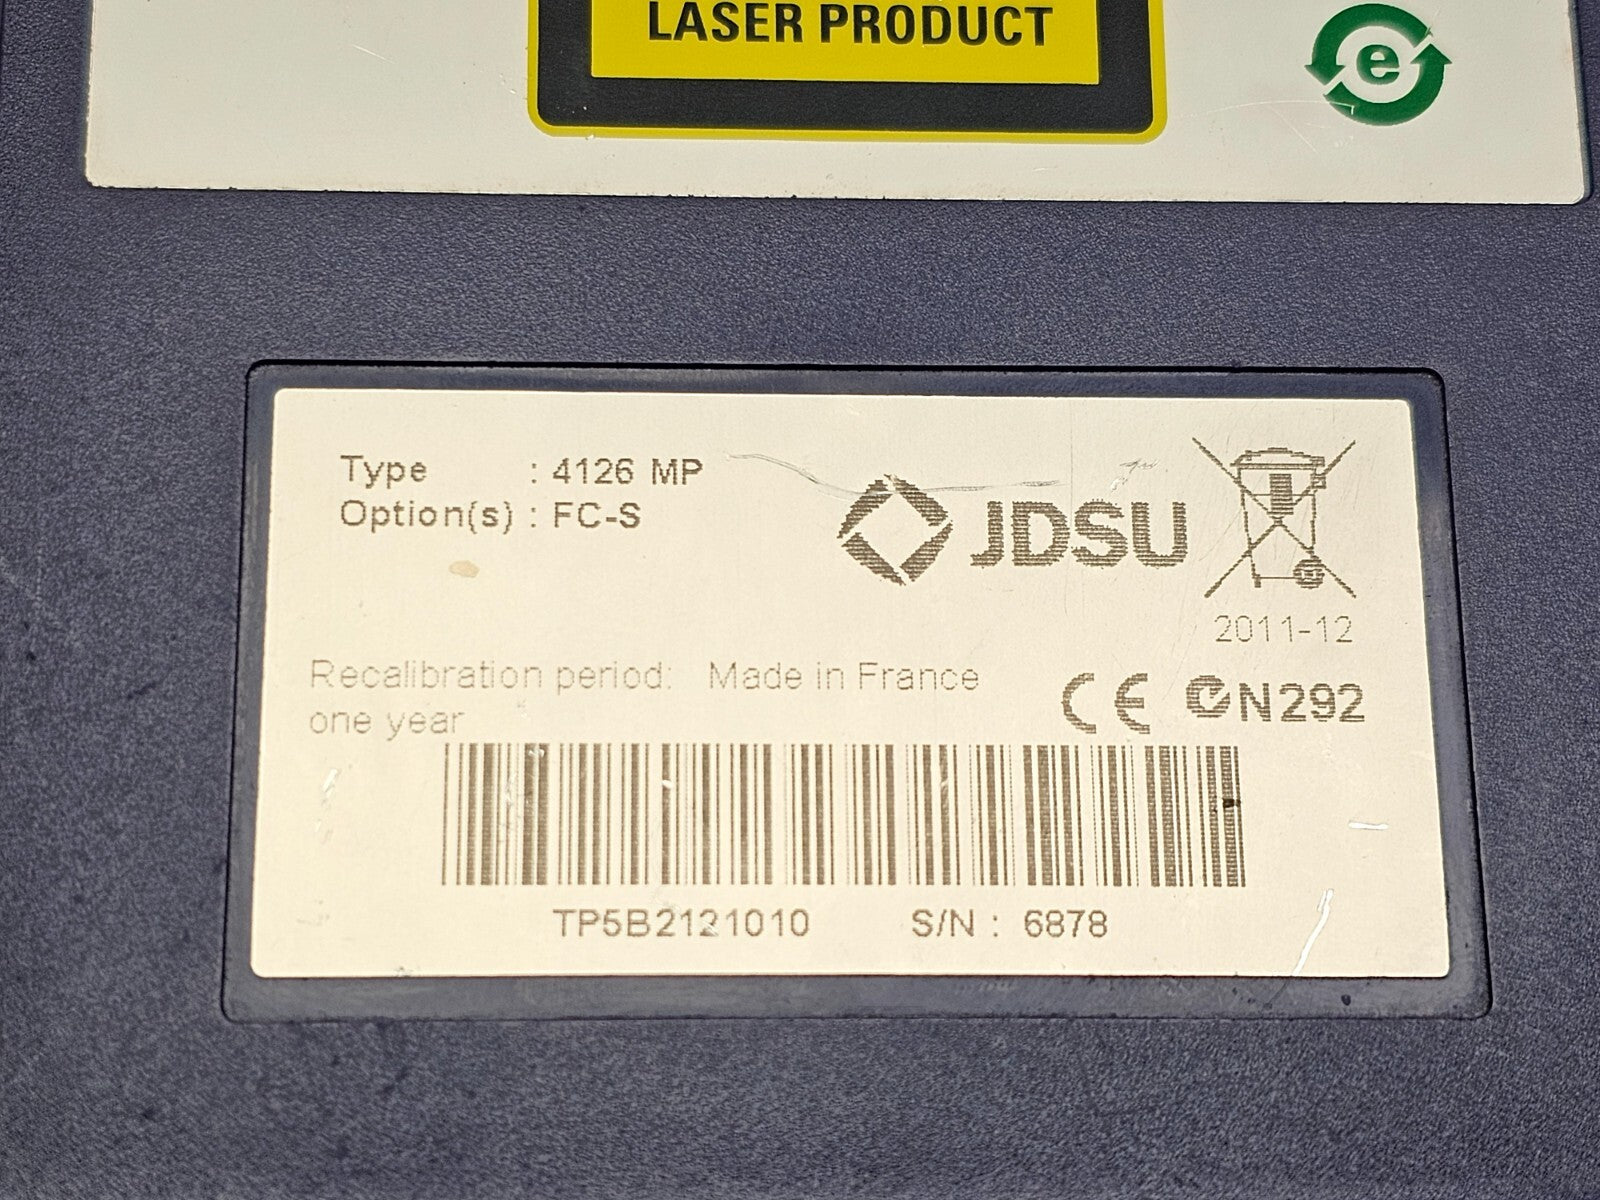 LASER PRODUCT
e
Type : 4126 MP
Option(s) : FC-S
JDSU
2011-12
Recalibration period: Made in France
one year
CE N292
TP5B2121010 S/N : 6878